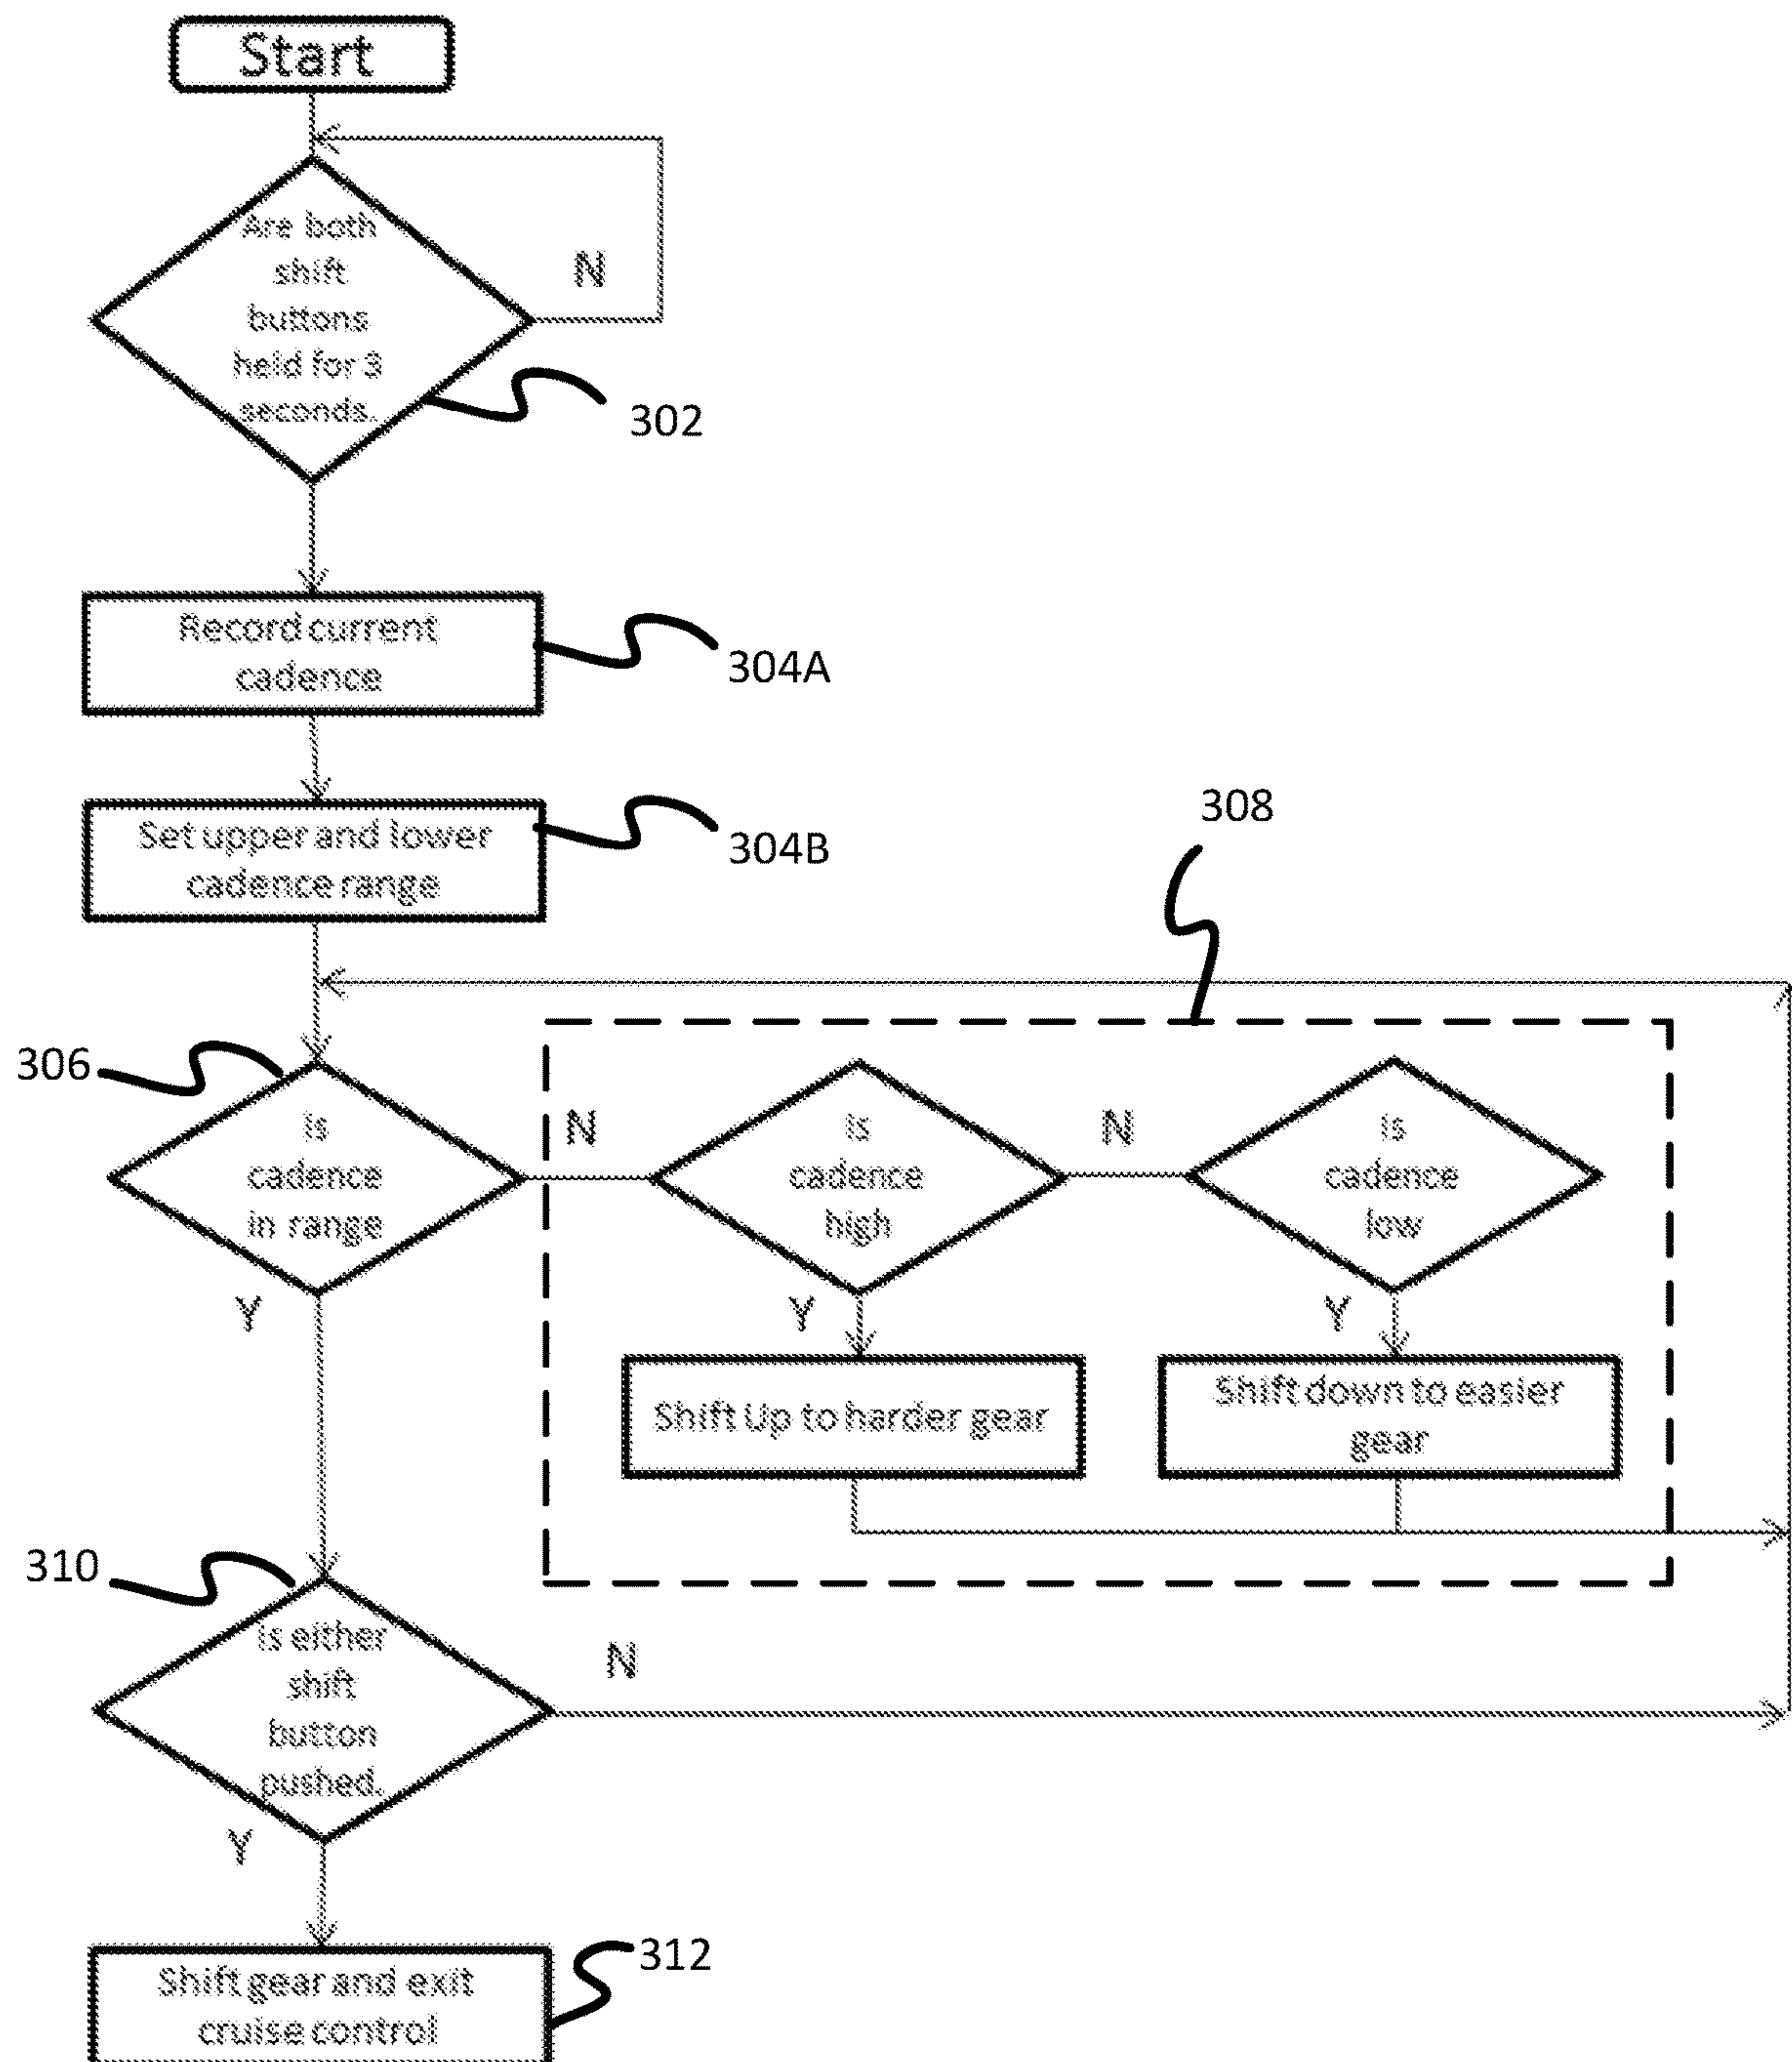 Start
Are both
shift
buttons
held for 3
seconds.
N
302
Record current
cadence
304A
Set upper and lower
cadence range
304B
308
306
is
cadence
in range
N
is
cadence
high
N
is
cadence
low
Y
Y
Y
Shift Up to harder gear
Shift down to easier
gear
310
is either
shift
button
pushed.
N
Y
Shift gear and exit
cruise control
312